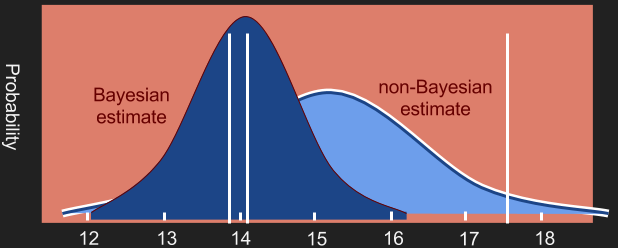 Probability
Bayesian
estimate
non-Bayesian
estimate
12 13 14 15 16 17 18